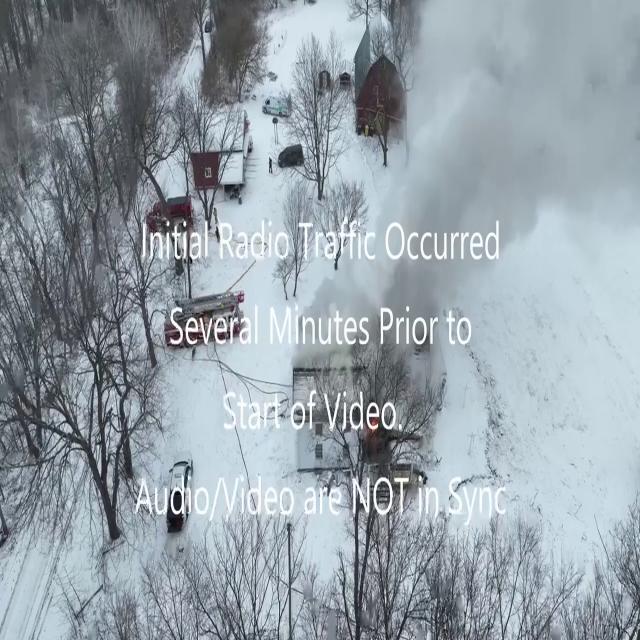 Initial Radio Traffic Occurred
Several Minutes Prior to
Start of Video.
Audio/Video are NOT in Sync